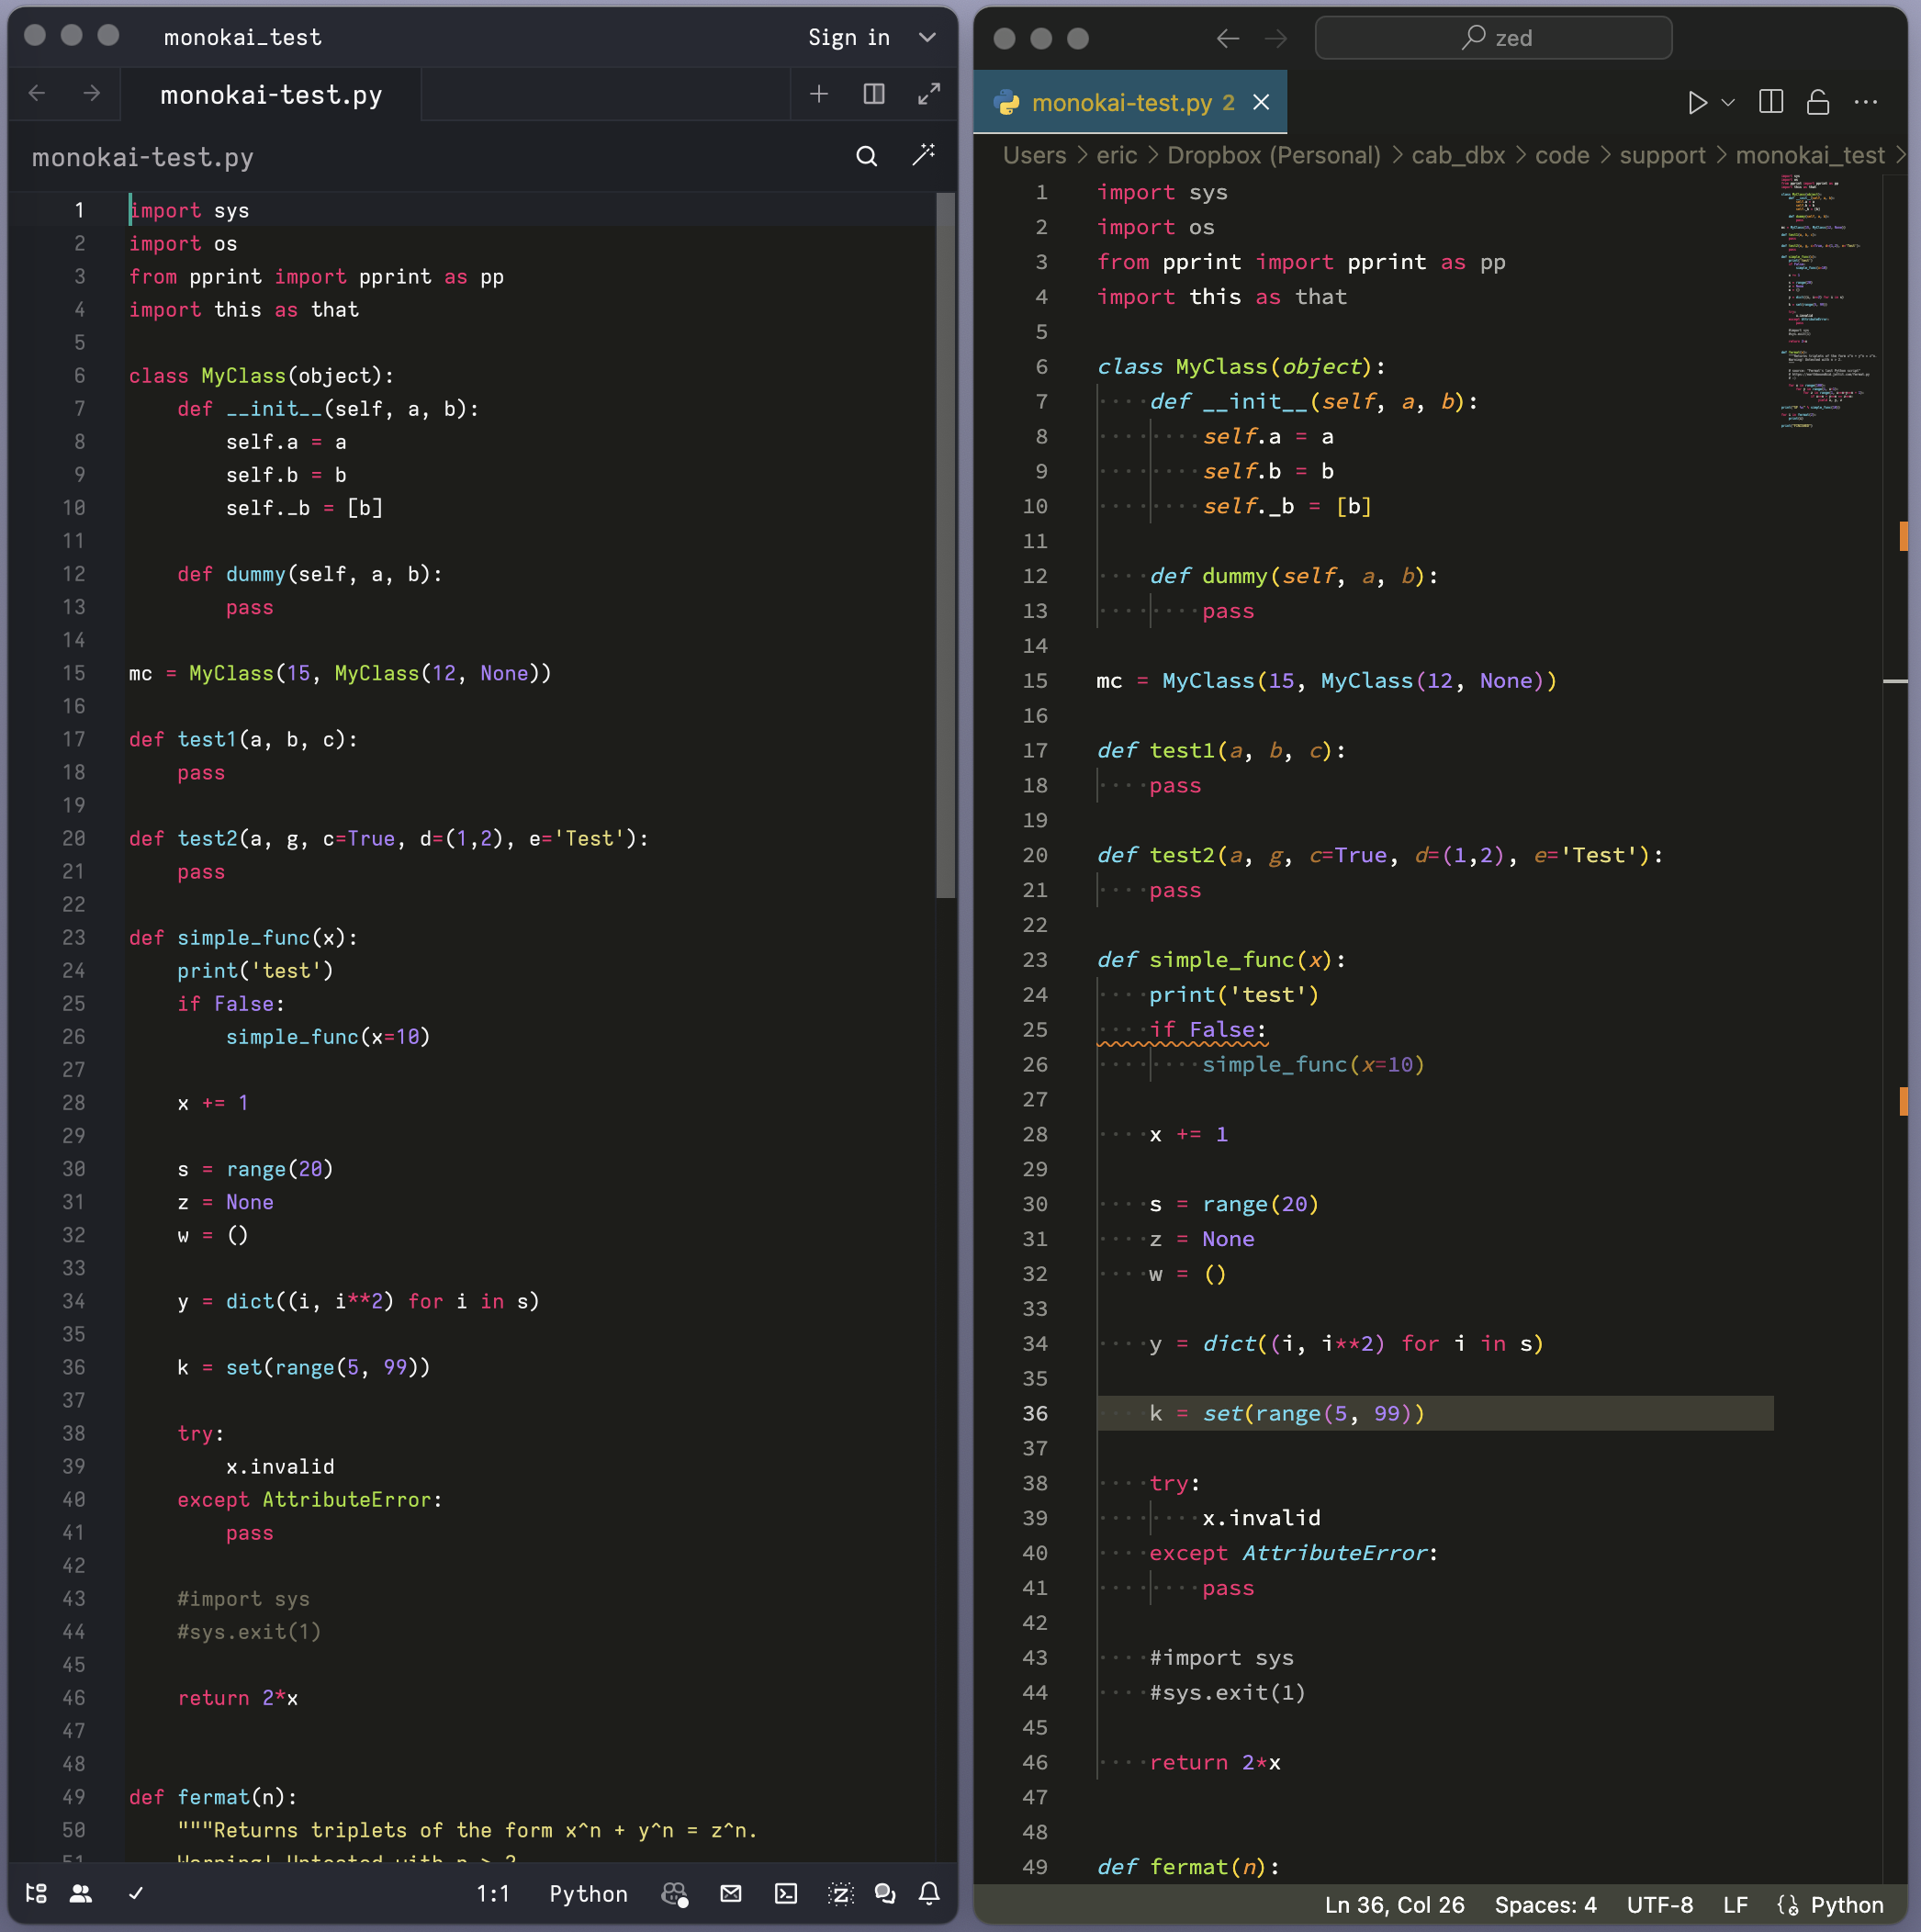 monokai_test
Sign in
monokai-test.py
monokai-test.py
1 import sys
2 import os
3 from pprint import pprint as pp
4 import this as that
5
6 class MyClass(object):
7     def __init__(self, a, b):
8         self.a = a
9         self.b = b
10         self._b = [b]
11
12     def dummy(self, a, b):
13         pass
14
15 mc = MyClass(15, MyClass(12, None))
16
17 def test1(a, b, c):
18     pass
19
20 def test2(a, g, c=True, d=(1,2), e='Test'):
21     pass
22
23 def simple_func(x):
24     print('test')
25     if False:
26         simple_func(x=10)
27
28     x += 1
29
30     s = range(20)
31     z = None
32     w = ()
33
34     y = dict((i, i**2) for i in s)
35
36     k = set(range(5, 99))
37
38     try:
39         x.invalid
40     except AttributeError:
41         pass
42
43     #import sys
44     #sys.exit(1)
45
46     return 2*x
47
48
49 def fermat(n):
50     """Returns triplets of the form x^n + y^n = z^n.
51     Warning! Untested with n > 2.
1:1 Python
zed
monokai-test.py 2
Users > eric > Dropbox (Personal) > cab_dbx > code > support > monokai_test >
1 import sys
2 import os
3 from pprint import pprint as pp
4 import this as that
5
6 class MyClass(object):
7     def __init__(self, a, b):
8         self.a = a
9         self.b = b
10         self._b = [b]
11
12     def dummy(self, a, b):
13         pass
14
15 mc = MyClass(15, MyClass(12, None))
16
17 def test1(a, b, c):
18     pass
19
20 def test2(a, g, c=True, d=(1,2), e='Test'):
21     pass
22
23 def simple_func(x):
24     print('test')
25     if False:
26         simple_func(x=10)
27
28     x += 1
29
30     s = range(20)
31     z = None
32     w = ()
33
34     y = dict((i, i**2) for i in s)
35
36     k = set(range(5, 99))
37
38     try:
39         x.invalid
40     except AttributeError:
41         pass
42
43     #import sys
44     #sys.exit(1)
45
46     return 2*x
47
48
49 def fermat(n):
Ln 36, Col 26 Spaces: 4 UTF-8 LF Python